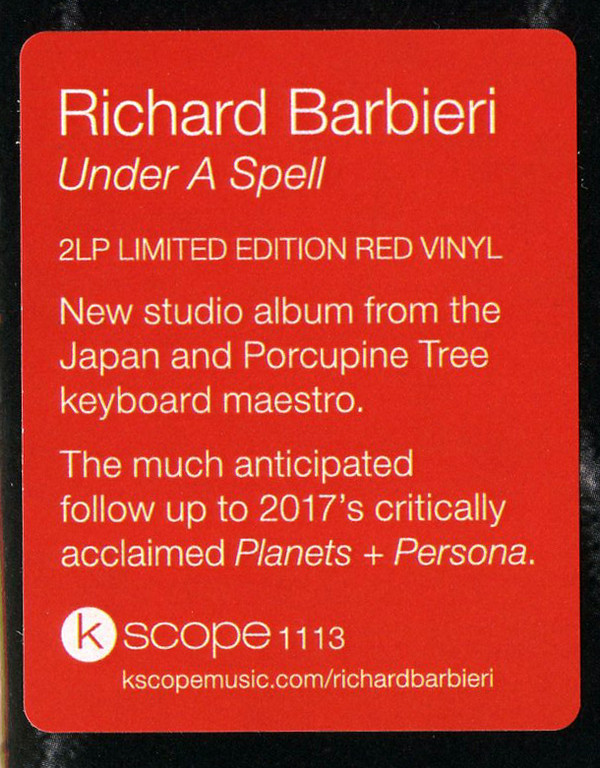 Richard Barbieri
Under A Spell
2LP LIMITED EDITION RED VINYL
New studio album from the
Japan and Porcupine Tree
keyboard maestro.
The much anticipated
follow up to 2017's critically
acclaimed Planets + Persona.
kscope 1113
kscopemusic.com/richardbarbieri